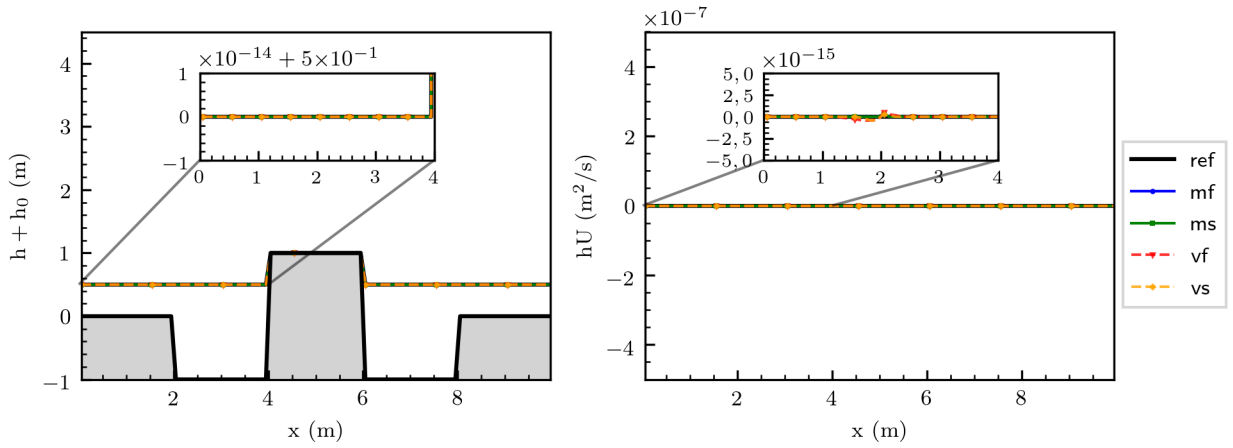 ×10⁻¹⁴ + 5×10⁻¹
1
0
−1
0 1 2 3 4
4
3
2
1
0
−1
h + h₀ (m)
2 4 6 8
x (m)
×10⁻⁷
×10⁻¹⁵
5,0
2,5
0,0
−2,5
−5,0
0 1 2 3 4
4
2
0
−2
−4
hU (m²/s)
2 4 6 8
x (m)
ref
mf
ms
vf
vs